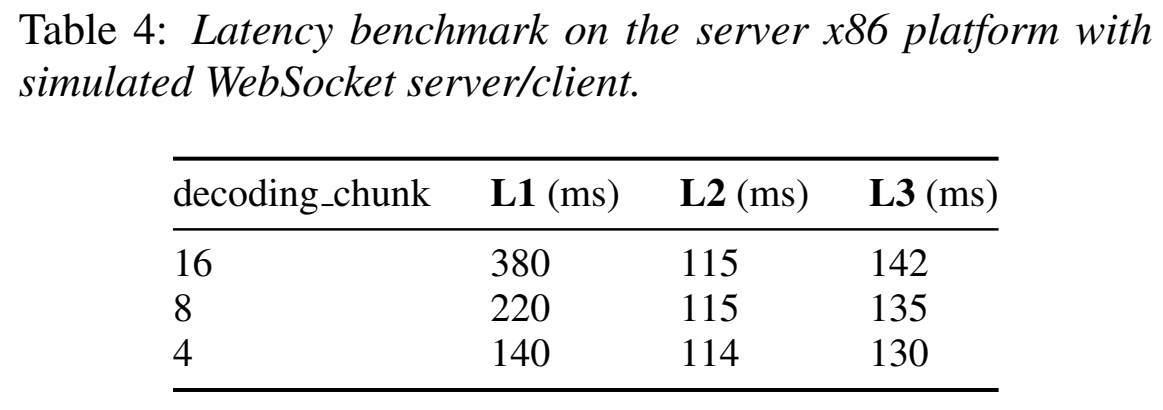 Table 4: Latency benchmark on the server x86 platform with
simulated WebSocket server/client.
decoding_chunk L1 (ms) L2 (ms) L3 (ms)
16 380 115 142
8 220 115 135
4 140 114 130